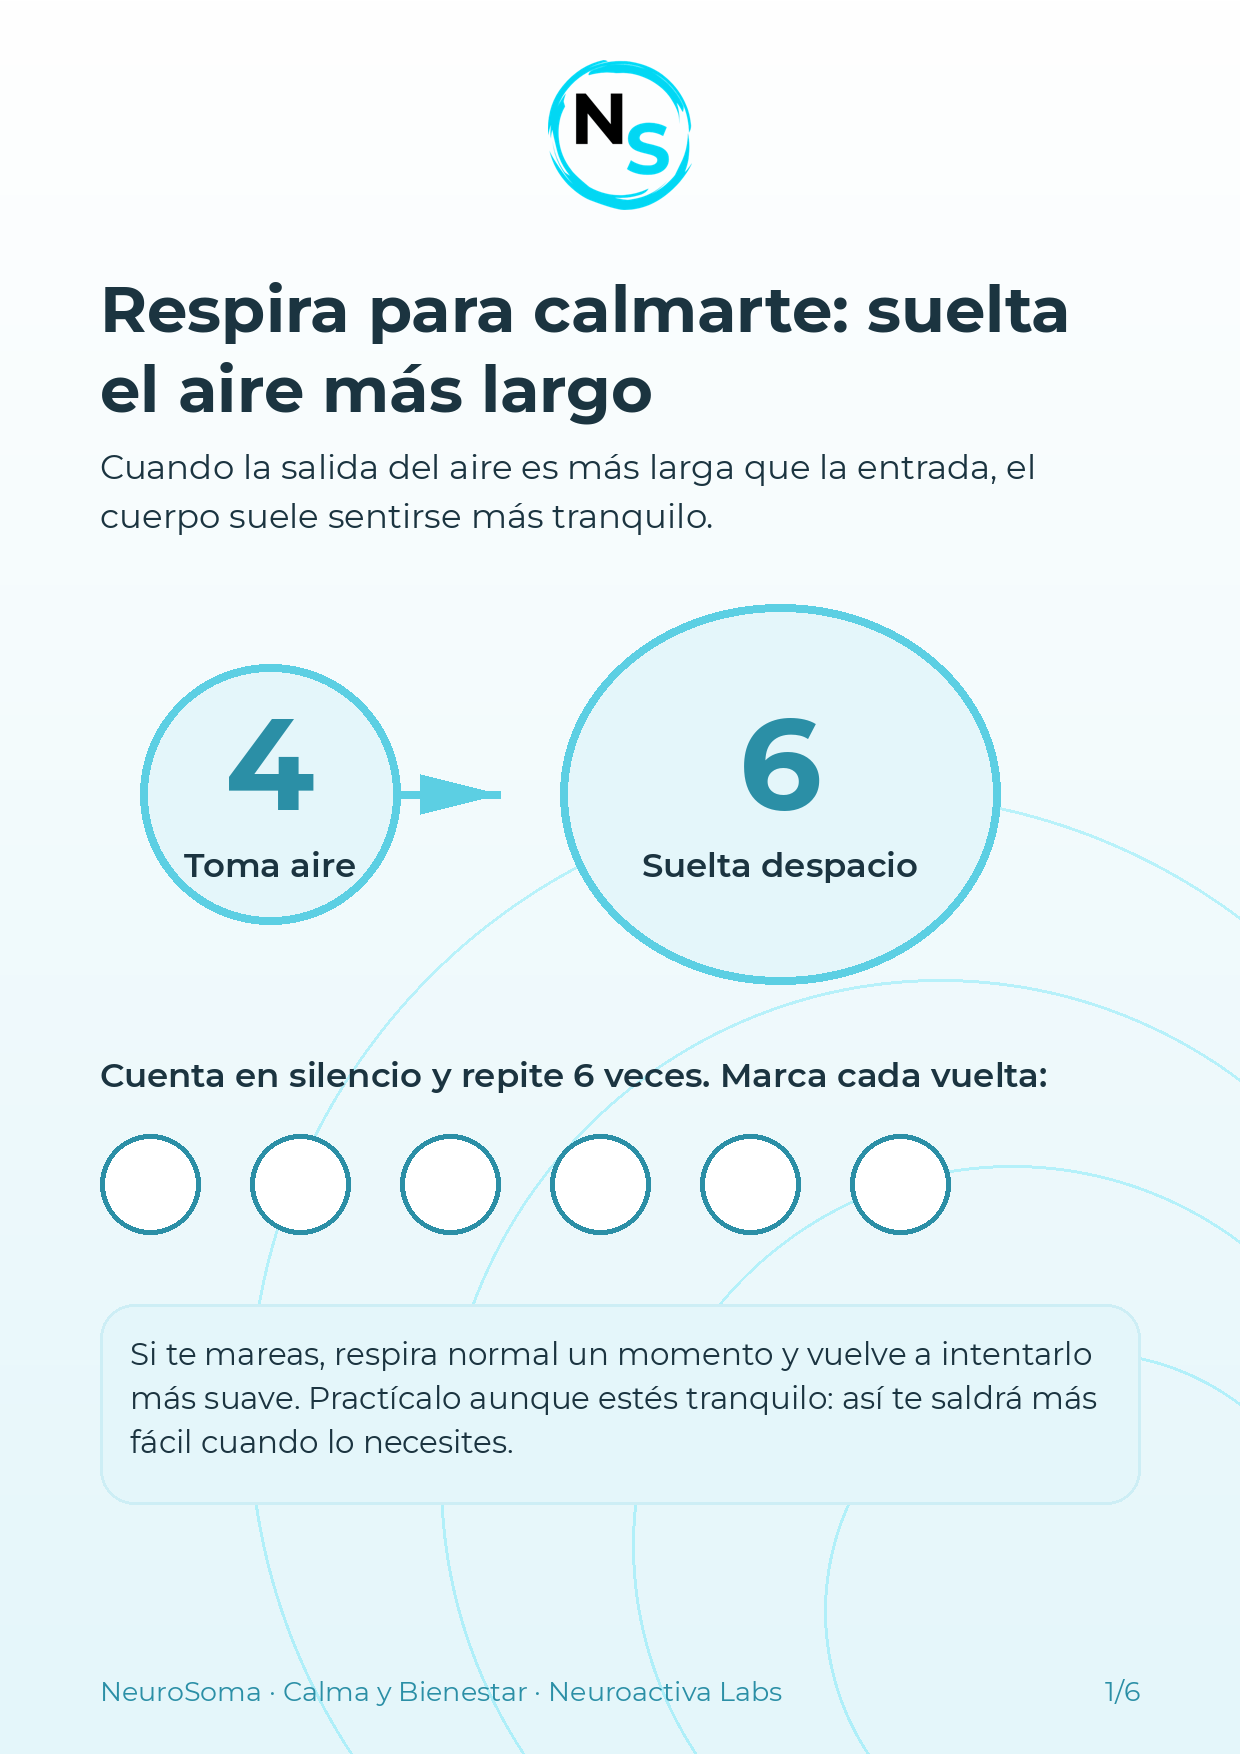 NS
Respira para calmarte: suelta
el aire más largo
Cuando la salida del aire es más larga que la entrada, el
cuerpo suele sentirse más tranquilo.
4
Toma aire
6
Suelta despacio
Cuenta en silencio y repite 6 veces. Marca cada vuelta:
Si te mareas, respira normal un momento y vuelve a intentarlo
más suave. Practícalo aunque estés tranquilo: así te saldrá más
fácil cuando lo necesites.
NeuroSoma · Calma y Bienestar · Neuroactiva Labs
1/6